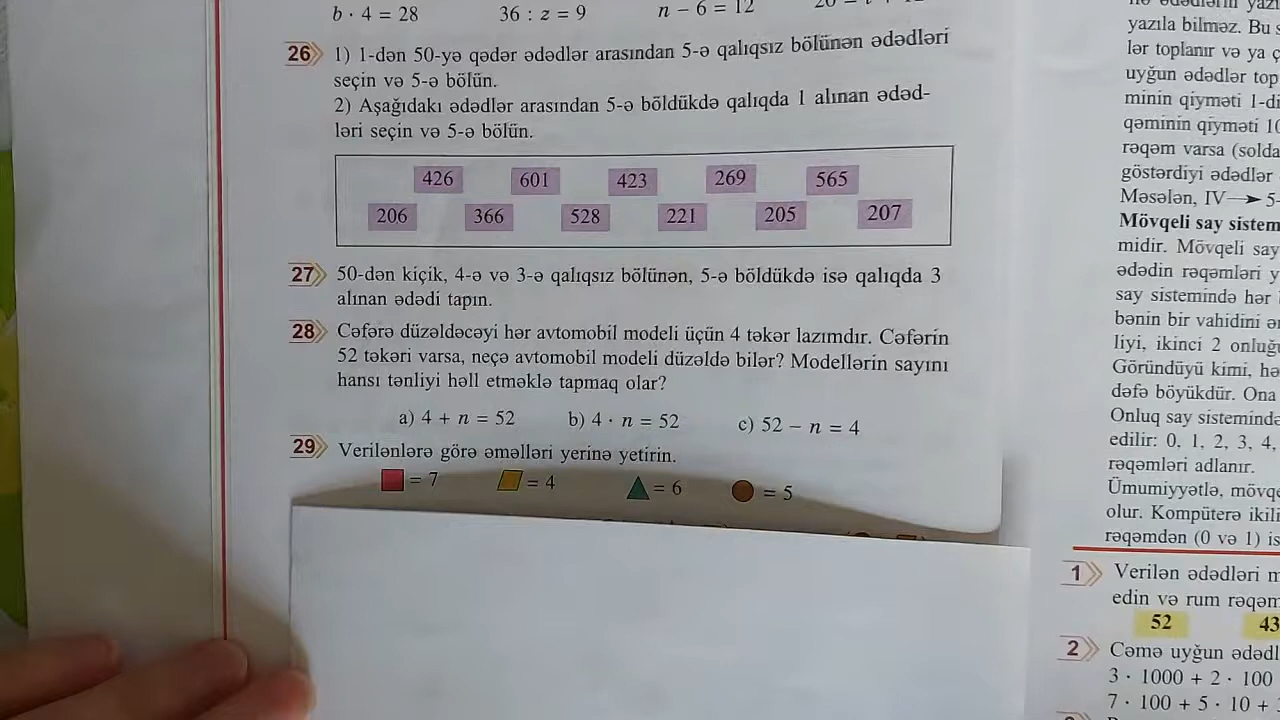 b · 4 = 28 36 : z = 9 n − 6 = 12
26 1) 1-dən 50-yə qədər ədədlər arasından 5-ə qalıqsız bölünən ədədləri
seçin və 5-ə bölün.
2) Aşağıdakı ədədlər arasından 5-ə böldükdə qalıqda 1 alınan ədəd-
ləri seçin və 5-ə bölün.
426 601 423 269 565
206 366 528 221 205 207
27 50-dən kiçik, 4-ə və 3-ə qalıqsız bölünən, 5-ə böldükdə isə qalıqda 3
alınan ədədi tapın.
28 Cəfərə düzəldəcəyi hər avtomobil modeli üçün 4 təkər lazımdır. Cəfərin
52 təkəri varsa, neçə avtomobil modeli düzəldə bilər? Modellərin sayını
hansı tənliyi həll etməklə tapmaq olar?
a) 4 + n = 52 b) 4 · n = 52 c) 52 − n = 4
29 Verilənlərə görə əməlləri yerinə yetirin.
= 7 = 4 = 6 = 5
yazıla bilməz. Bu
lər toplanır və ya
uyğun ədədlər top
minin qiyməti 1-di
qəminin qiyməti 10
rəqəm varsa (solda
göstərdiyi ədədlər
Məsələn, IV → 5-
Mövqeli say sistem
midir. Mövqeli say
ədədin rəqəmləri y
say sistemində hər
bənin bir vahidini
liyi, ikinci 2 onluğu
Göründüyü kimi, hə
dəfə böyükdür. Ona
Onluq say sistemində
edilir: 0, 1, 2, 3, 4,
rəqəmləri adlanır.
Ümumiyyətlə, mövqe
olur. Kompüterə ikili
rəqəmdən (0 və 1) is
1 Verilən ədədləri m
edin və rum rəqəm
52 43
2 Cəmə uyğun ədədl
3 · 1000 + 2 · 100
7 · 100 + 5 · 10 +